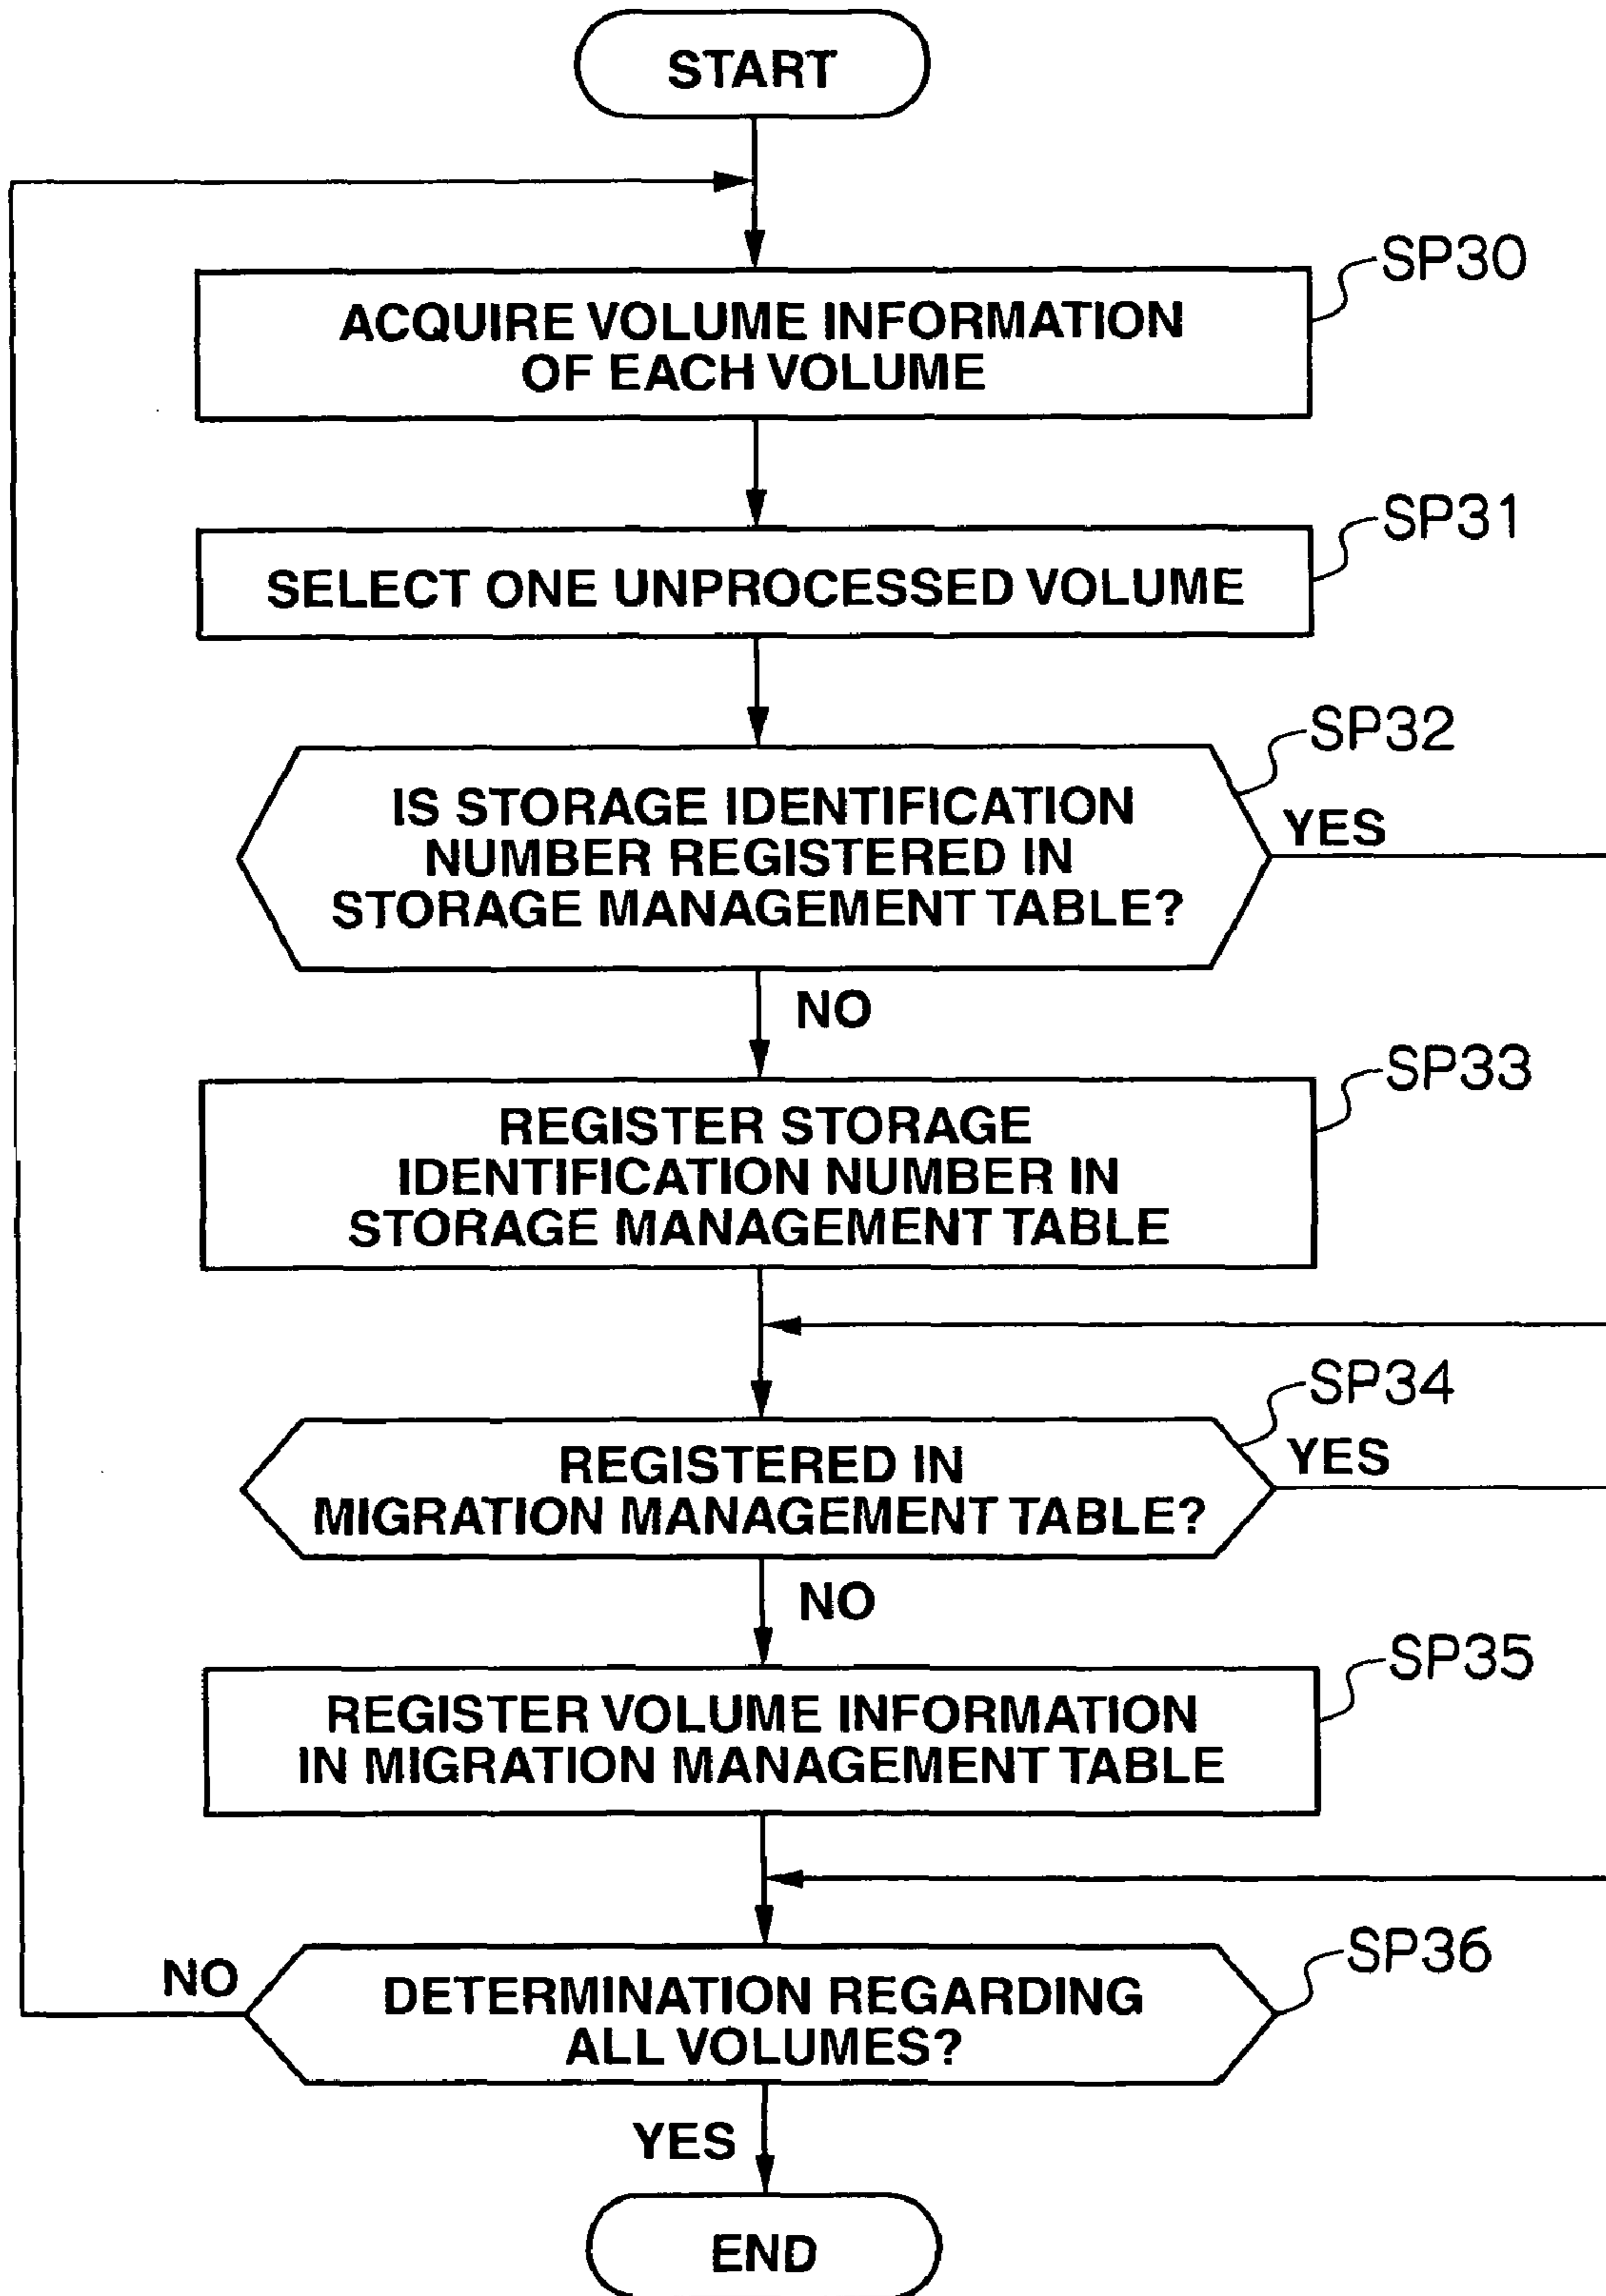 START
SP30
ACQUIRE VOLUME INFORMATION
OF EACH VOLUME
SP31
SELECT ONE UNPROCESSED VOLUME
SP32
IS STORAGE IDENTIFICATION
NUMBER REGISTERED IN
STORAGE MANAGEMENT TABLE?
YES
NO
SP33
REGISTER STORAGE
IDENTIFICATION NUMBER IN
STORAGE MANAGEMENT TABLE
SP34
REGISTERED IN
MIGRATION MANAGEMENT TABLE?
YES
NO
SP35
REGISTER VOLUME INFORMATION
IN MIGRATION MANAGEMENT TABLE
SP36
NO
DETERMINATION REGARDING
ALL VOLUMES?
YES
END